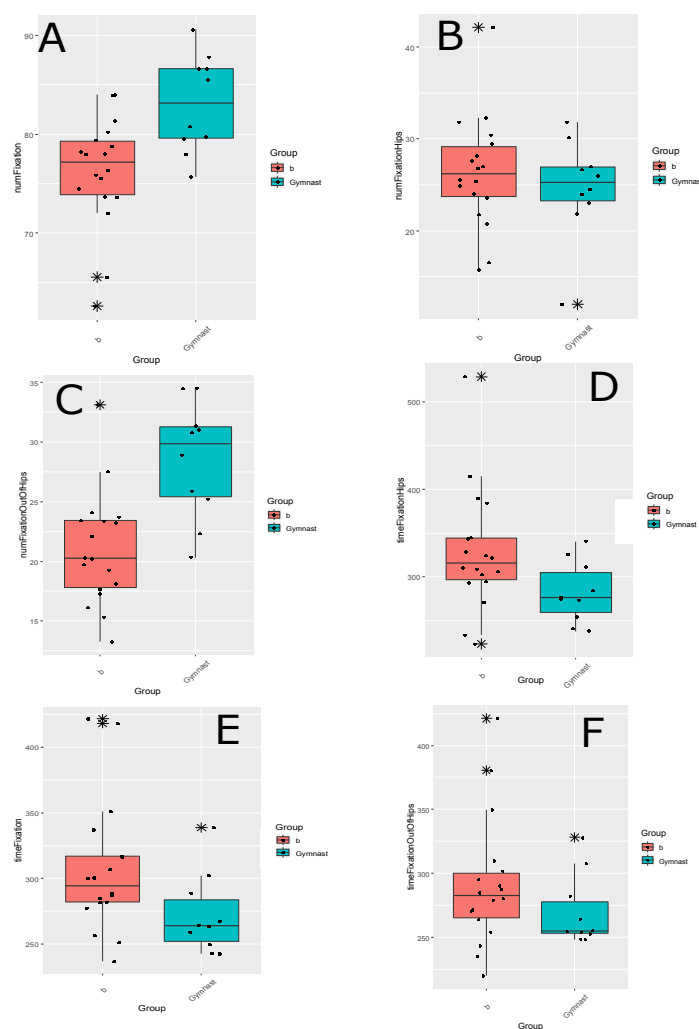 A
numFixation
90
80
70
b
Gymnast
Group
Group
b
Gymnast
B
numFixationHips
40
30
20
b
Gymnast
Group
Group
b
Gymnast
C
numFixationOutOfHips
35
30
25
20
15
b
Gymnast
Group
Group
b
Gymnast
D
timeFixationHips
500
400
300
b
Gymnast
Group
Group
b
Gymnast
E
timeFixation
400
350
300
250
b
Gymnast
Group
Group
b
Gymnast
F
timeFixationOutOfHips
400
350
300
250
b
Gymnast
Group
Group
b
Gymnast